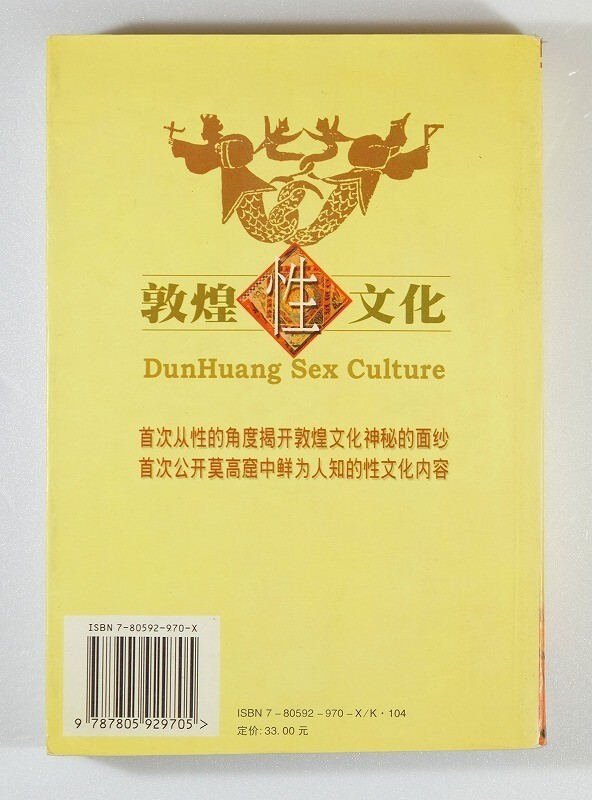 敦煌性文化
DunHuang Sex Culture
首次从性的角度揭开敦煌文化神秘的面纱
首次公开莫高窟中鲜为人知的性文化内容
ISBN 7-80592-970-X
9 787805 929705 >
ISBN 7－80592－970－X/K·104
定价：33.00 元